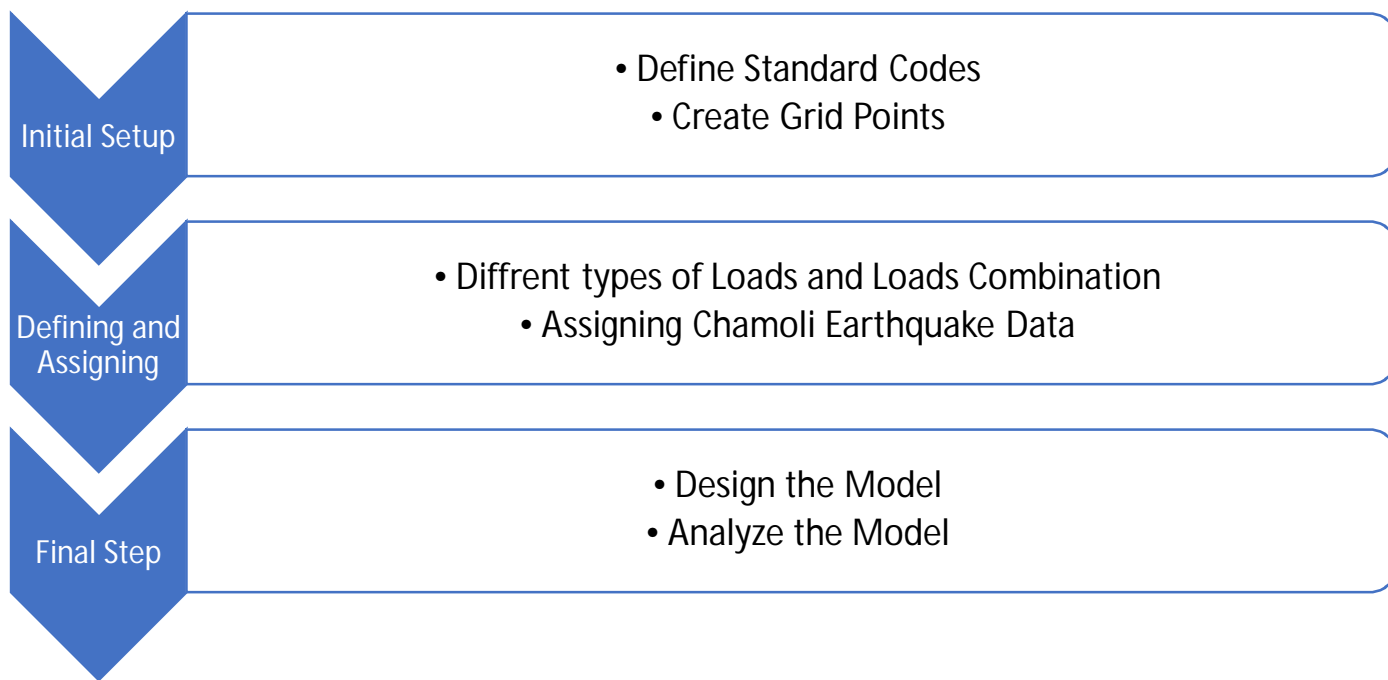 Initial Setup
• Define Standard Codes
• Create Grid Points
Defining and
Assigning
• Diffrent types of Loads and Loads Combination
• Assigning Chamoli Earthquake Data
Final Step
• Design the Model
• Analyze the Model